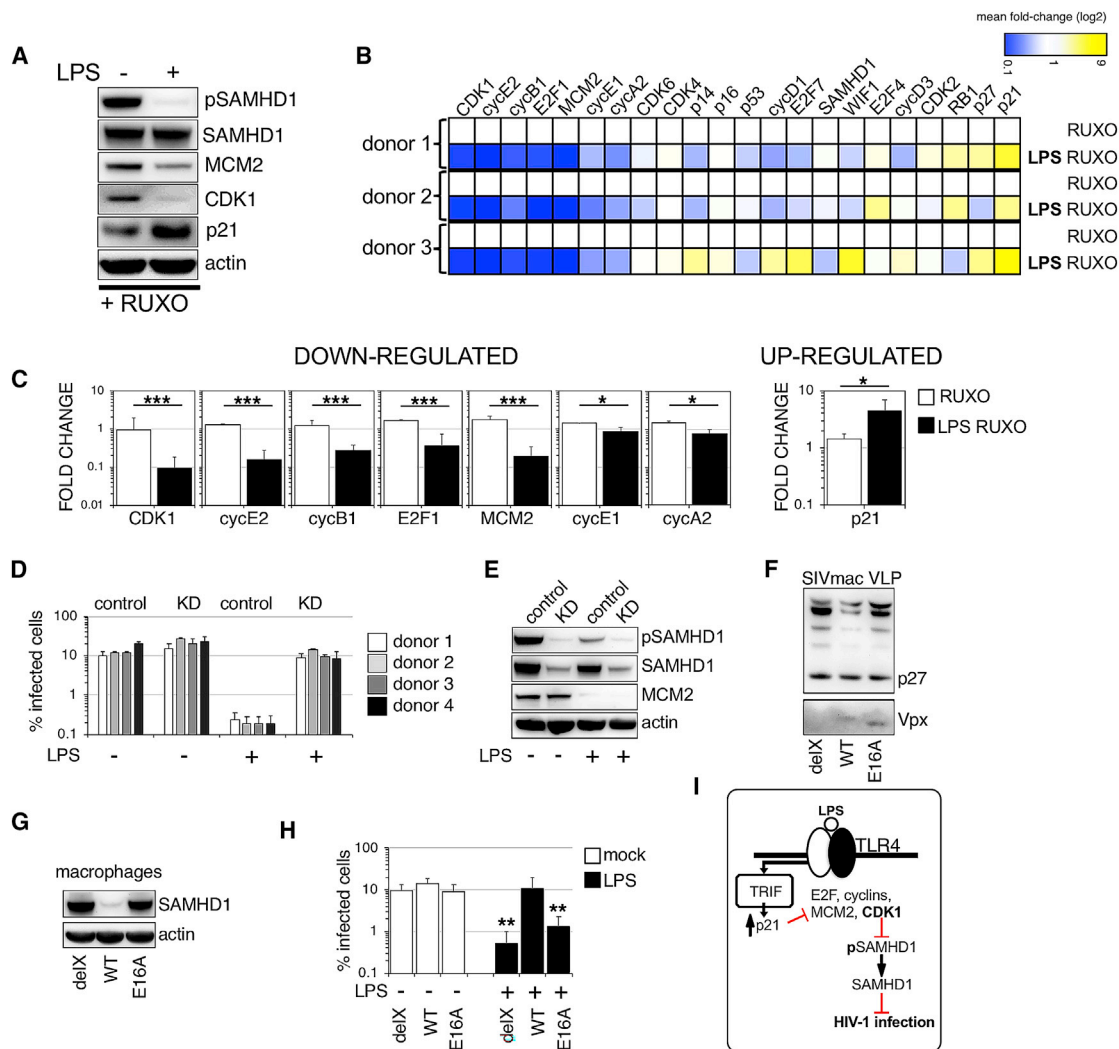 mean fold-change (log2)
0.1 1 9
A
LPS - +
pSAMHD1
SAMHD1
MCM2
CDK1
p21
actin
+ RUXO
B
CDK1 cycE2 cycB1 E2F1 MCM2 cycE1 cycA2 CDK6 CDK4 p14 p16 p53 cycD1 E2F7 SAMHD1 WIF1 E2F4 cycD3 CDK2 RB1 p27 p21
donor 1
RUXO
LPS RUXO
donor 2
RUXO
LPS RUXO
donor 3
RUXO
LPS RUXO
C
DOWN-REGULATED
FOLD CHANGE
10
1
0.1
0.01
*** *** *** *** *** * *
CDK1 cycE2 cycB1 E2F1 MCM2 cycE1 cycA2
UP-REGULATED
FOLD CHANGE
10
1
0.1
0.01
*
p21
RUXO
LPS RUXO
D
control KD control KD
% infected cells
100
10
1
0.1
LPS - - + +
donor 1
donor 2
donor 3
donor 4
E
control KD control KD
pSAMHD1
SAMHD1
MCM2
actin
LPS - - + +
F
SIVmac VLP
p27
Vpx
delX WT E16A
G
macrophages
SAMHD1
actin
delX WT E16A
H
% infected cells
100
10
1
0.1
** **
LPS - - - + + +
delX WT E16A delX WT E16A
mock
LPS
I
LPS
TLR4
TRIF
p21
E2F, cyclins,
MCM2, CDK1
pSAMHD1
SAMHD1
HIV-1 infection